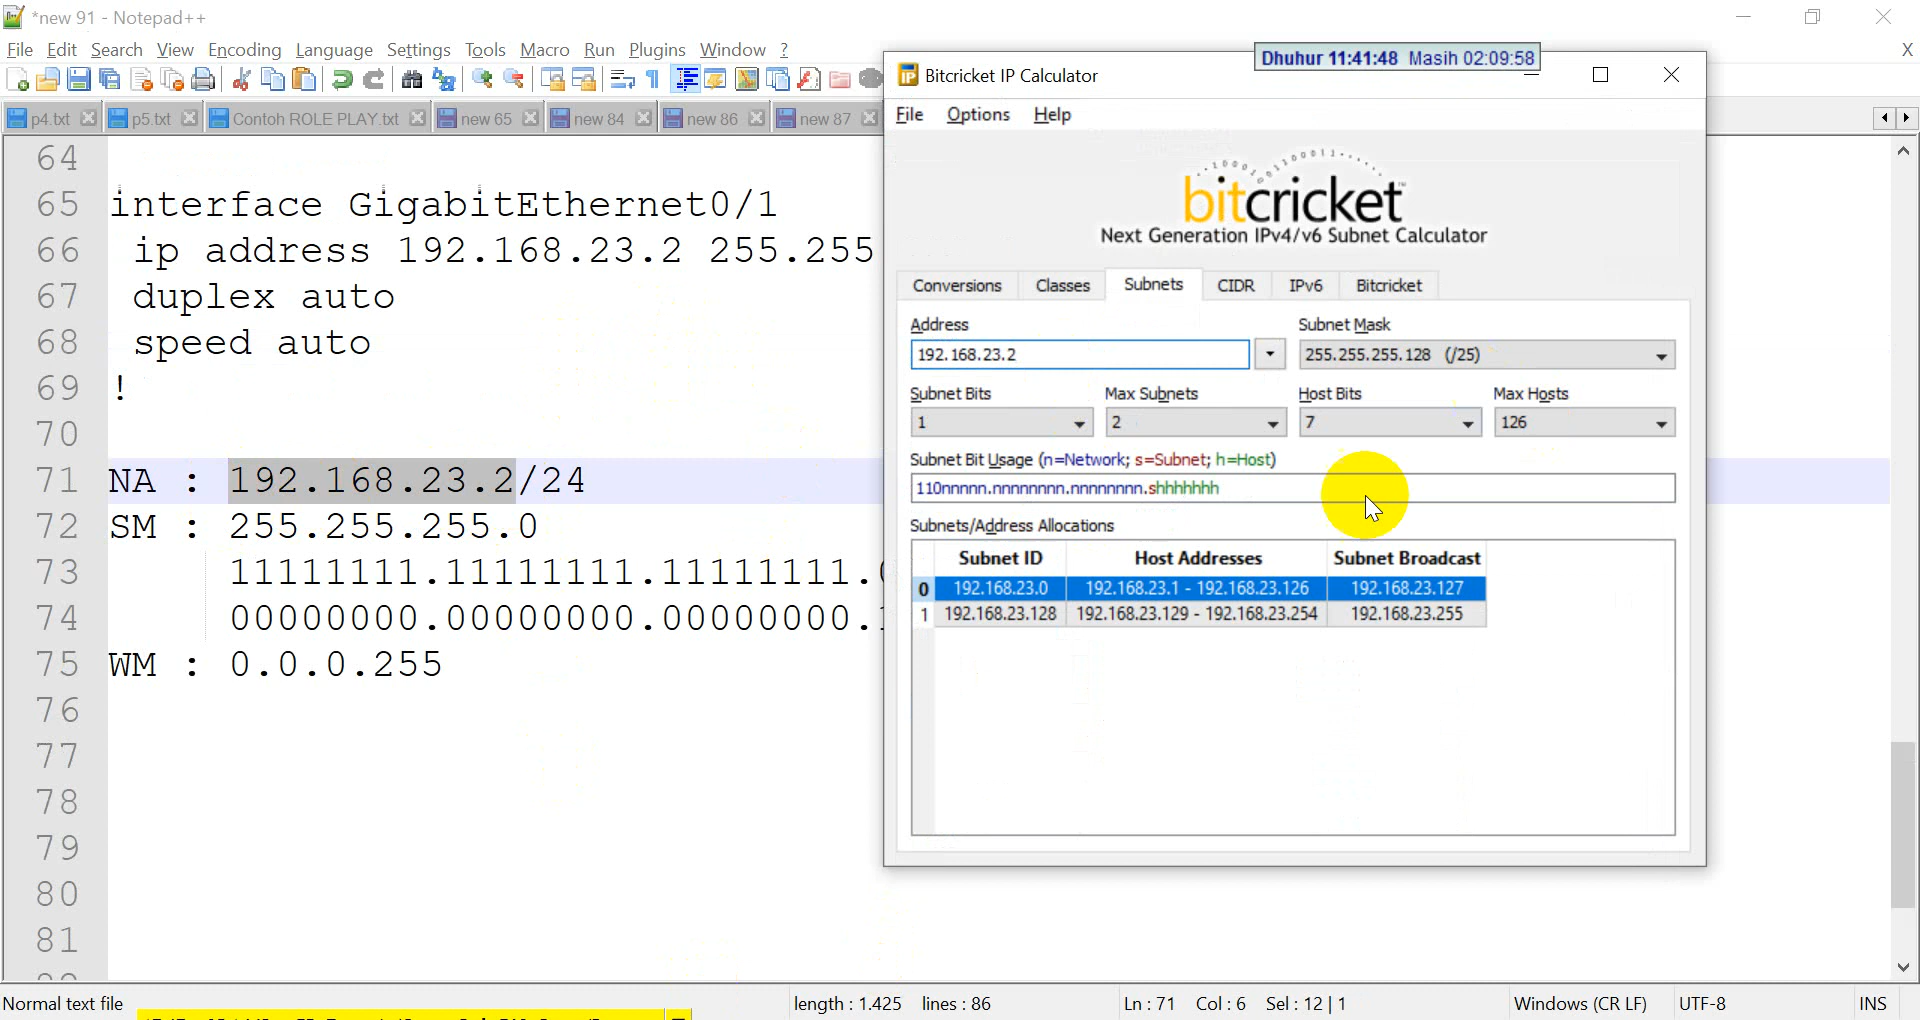 *new 91 - Notepad++
File Edit Search View Encoding Language Settings Tools Macro Run Plugins Window ?
X
p4.txt p5.txt Contoh ROLE PLAY.txt new 65 new 84 new 86 new 87
64
65 interface GigabitEthernet0/1
66 ip address 192.168.23.2 255.255
67 duplex auto
68 speed auto
69 !
70
71 NA : 192.168.23.2/24
72 SM : 255.255.255.0
73 11111111.11111111.11111111.
74 00000000.00000000.00000000.
75 WM : 0.0.0.255
76
77
78
79
80
81
Dhuhur 11:41:48 Masih 02:09:58
Bitcricket IP Calculator
File Options Help
bitcricket
Next Generation IPv4/v6 Subnet Calculator
Conversions Classes Subnets CIDR IPv6 Bitcricket
Address Subnet Mask
192.168.23.2 255.255.255.128 (/25)
Subnet Bits Max Subnets Host Bits Max Hosts
1 2 7 126
Subnet Bit Usage (n=Network; s=Subnet; h=Host)
110nnnnn.nnnnnnnn.nnnnnnnn.shhhhhhh
Subnets/Address Allocations
Subnet ID Host Addresses Subnet Broadcast
0 192.168.23.0 192.168.23.1 - 192.168.23.126 192.168.23.127
1 192.168.23.128 192.168.23.129 - 192.168.23.254 192.168.23.255
Normal text file length : 1.425 lines : 86 Ln : 71 Col : 6 Sel : 12 | 1 Windows (CR LF) UTF-8 INS